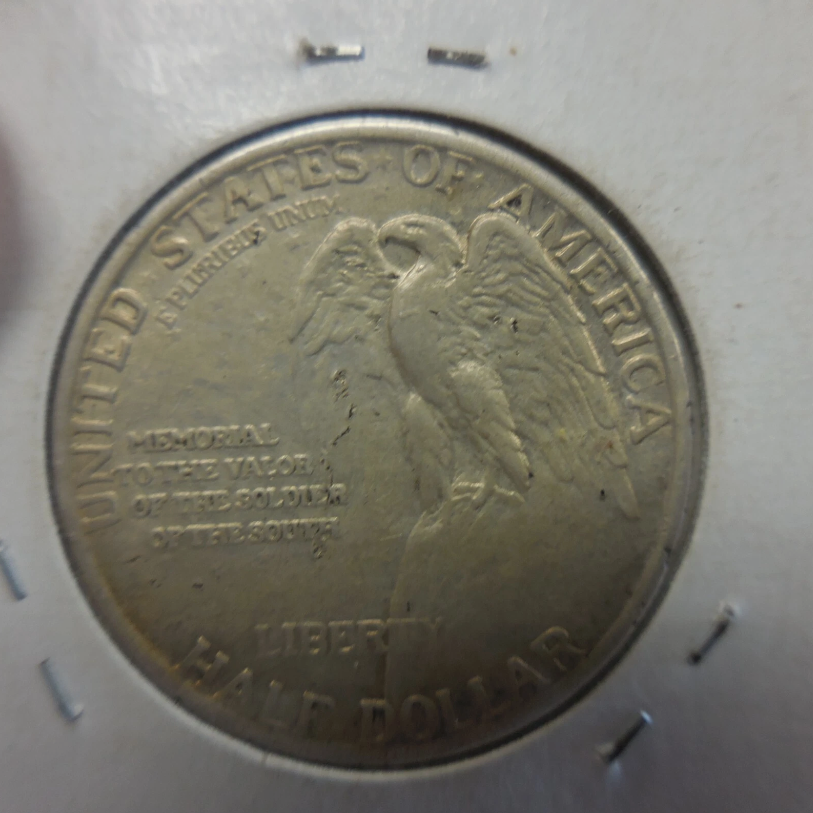 UNITED STATES OF AMERICA
E PLURIBUS UNUM
MEMORIAL
TO THE VALOR
OF THE SOLDIER
OF THE SOUTH
LIBERTY
HALF DOLLAR